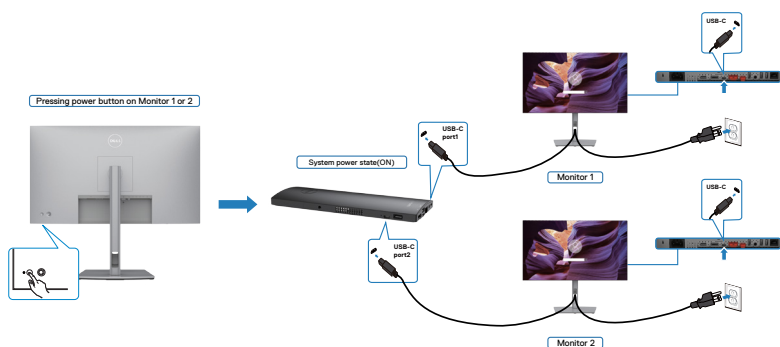 USB-C
Pressing power button on Monitor 1 or 2
DELL
USB-C
port1
System power state(ON)
Monitor 1
USB-C
USB-C
port2
Monitor 2